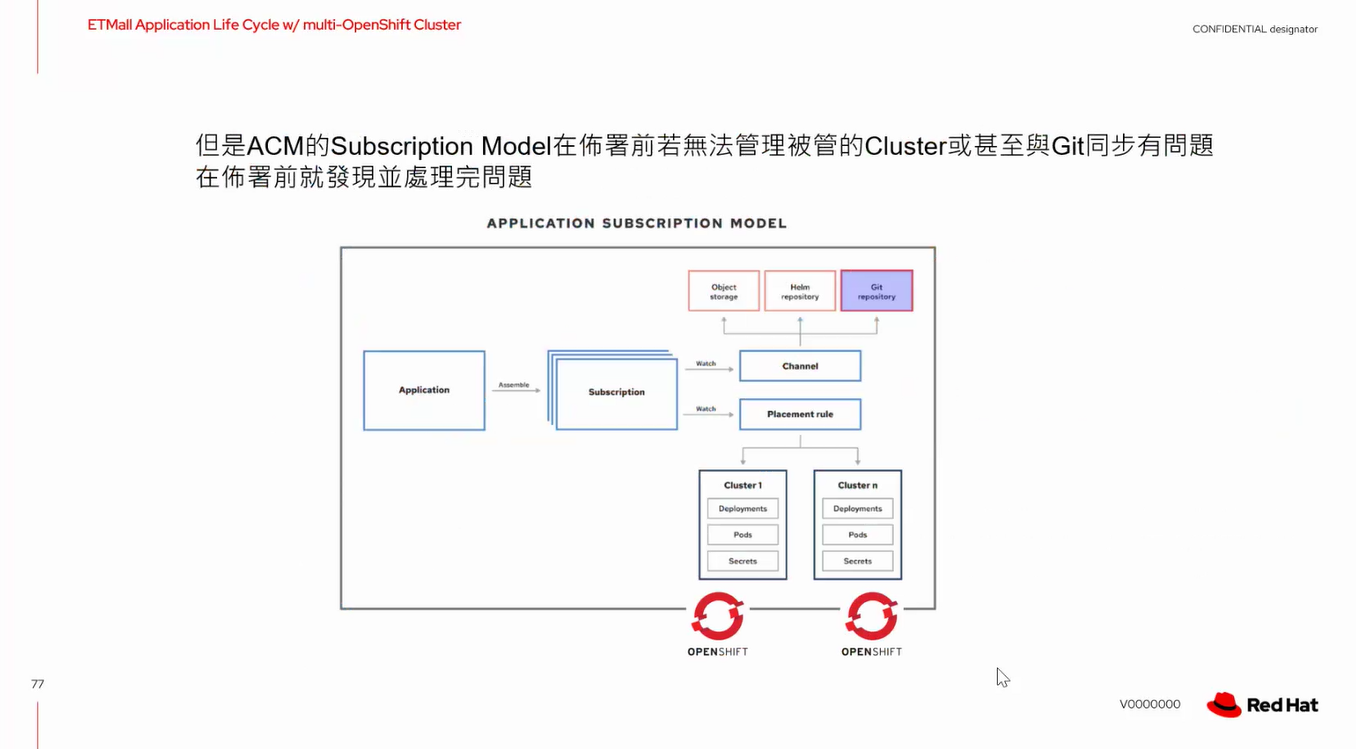 ETMall Application Life Cycle w/ multi-OpenShift Cluster
CONFIDENTIAL designator
但是ACM的Subscription Model在佈署前若無法管理被管的Cluster或甚至與Git同步有問題
在佈署前就發現並處理完問題
APPLICATION SUBSCRIPTION MODEL
Object
storage
Helm
repository
Git
repository
Application
Assemble
Subscription
Watch
Channel
Watch
Placement rule
Cluster 1
Deployments
Pods
Secrets
Cluster n
Deployments
Pods
Secrets
OPENSHIFT
OPENSHIFT
77
V0000000
Red Hat